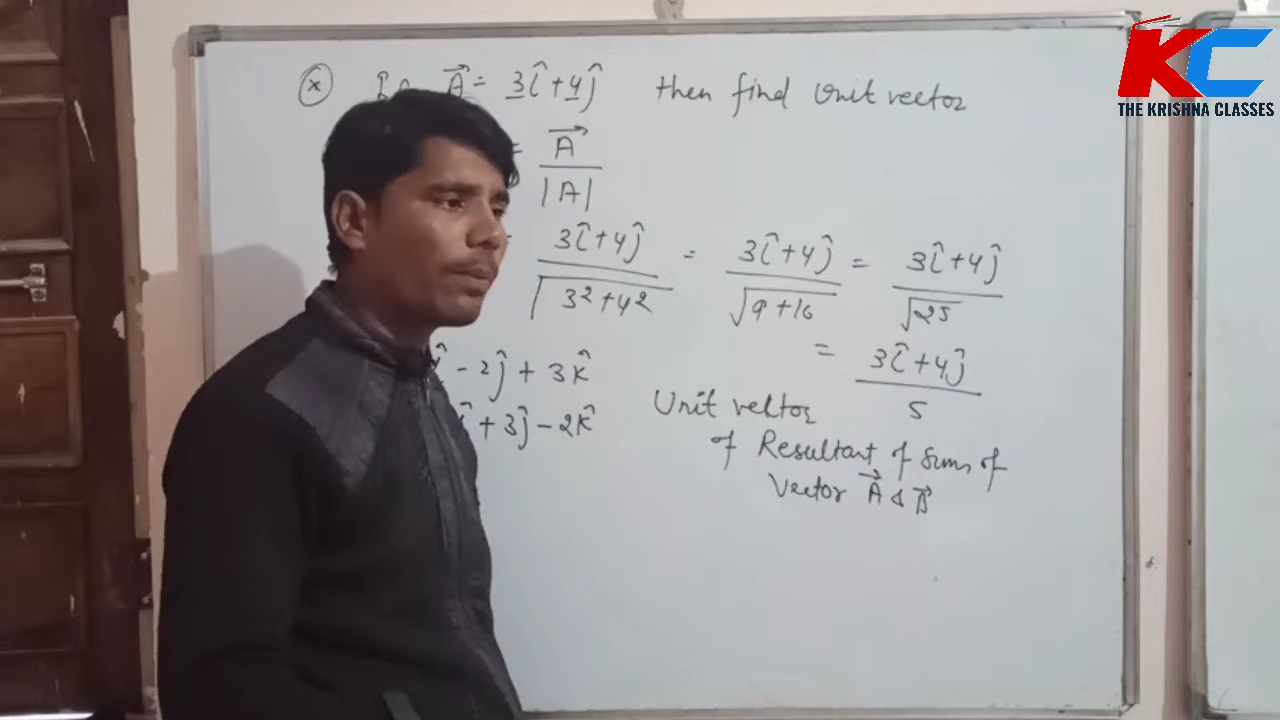 KC
THE KRISHNA CLASSES
A⃗ = 3î + 4ĵ then find Unit vector
= A⃗ / |A|
= 3î+4ĵ / √3²+4² = 3î+4ĵ / √9+16 = 3î+4ĵ / √25
= 3î+4ĵ / 5
- 2ĵ + 3k̂
î + 3ĵ - 2k̂
Unit vector
of Resultant of sum of
vector A⃗ & B⃗